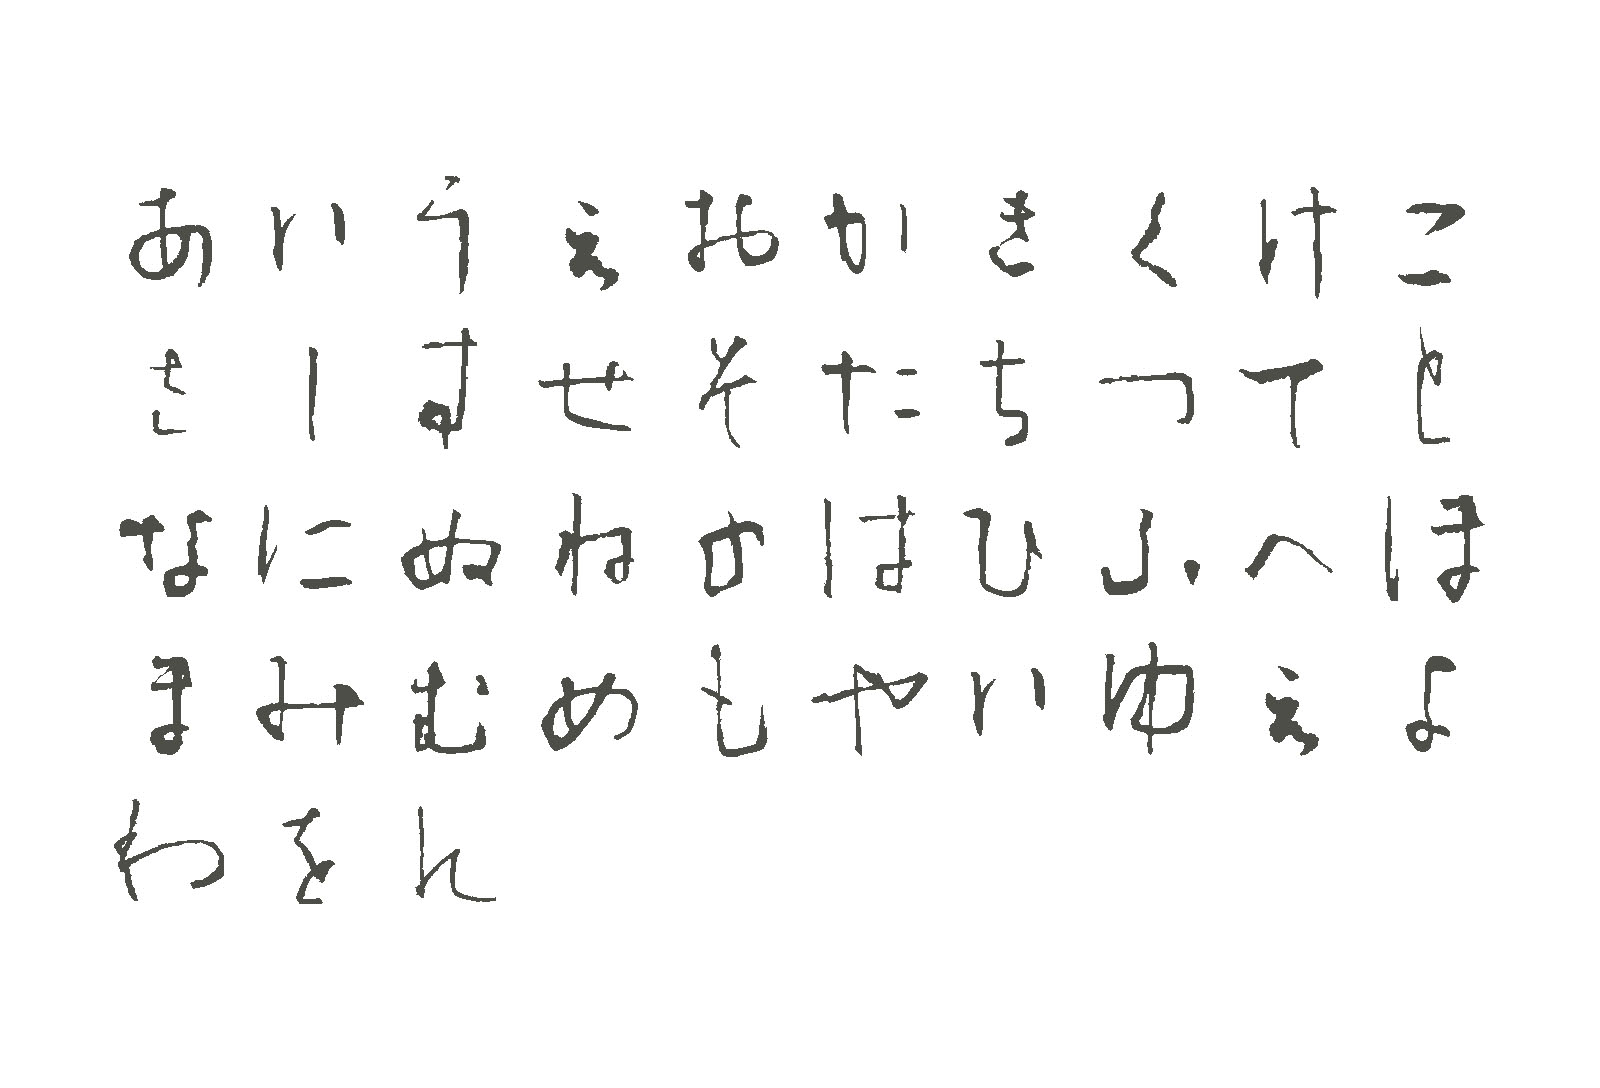 あいうえおかきくけこ
さしすせそたちつてと
なにぬねのはひふへほ
まみむめもやいゆえよ
わをん